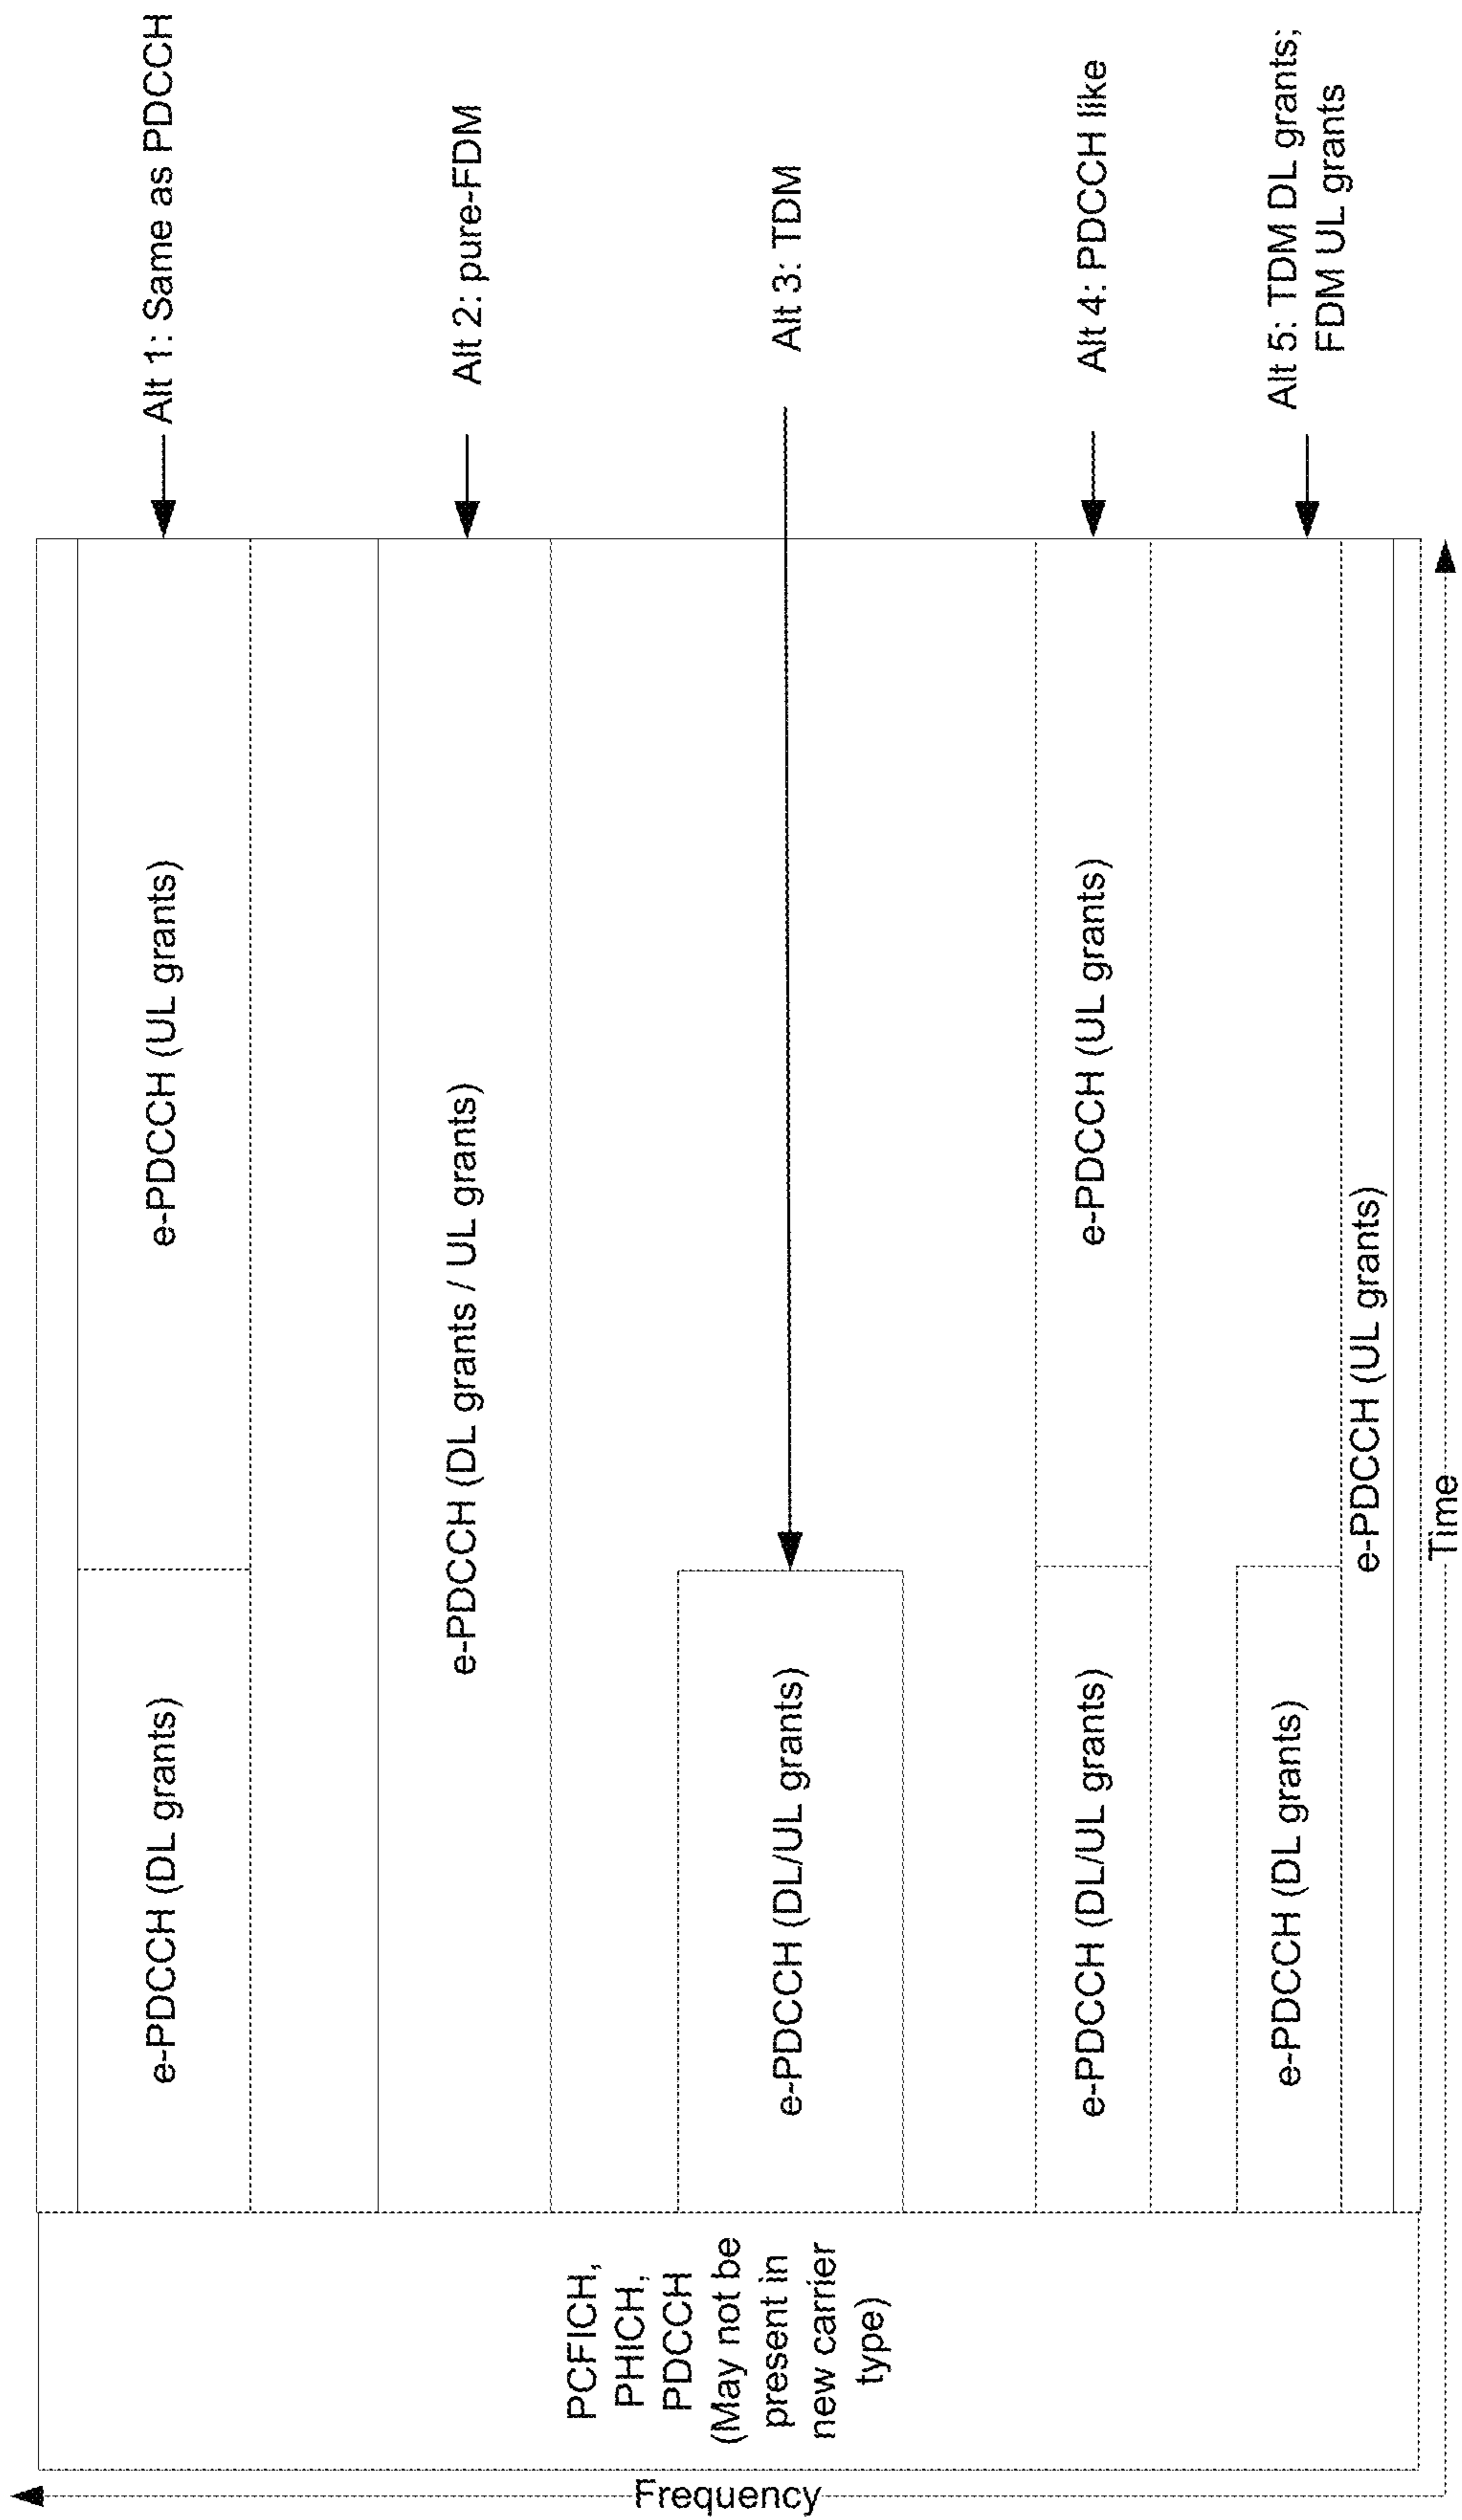 Alt 1: Same as PDCCH
e-PDCCH (DL grants)
e-PDCCH (UL grants)
Alt 2: pure-FDM
e-PDCCH (DL grants / UL grants)
PCFICH,
PHICH,
PDCCH
(May not be
present in
new carrier
type)
Alt 3: TDM
e-PDCCH (DL/UL grants)
Alt 4: PDCCH like
e-PDCCH (DL/UL grants)
e-PDCCH (UL grants)
Alt 5: TDM DL grants;
FDM UL grants
e-PDCCH (DL grants)
e-PDCCH (UL grants)
Frequency
Time